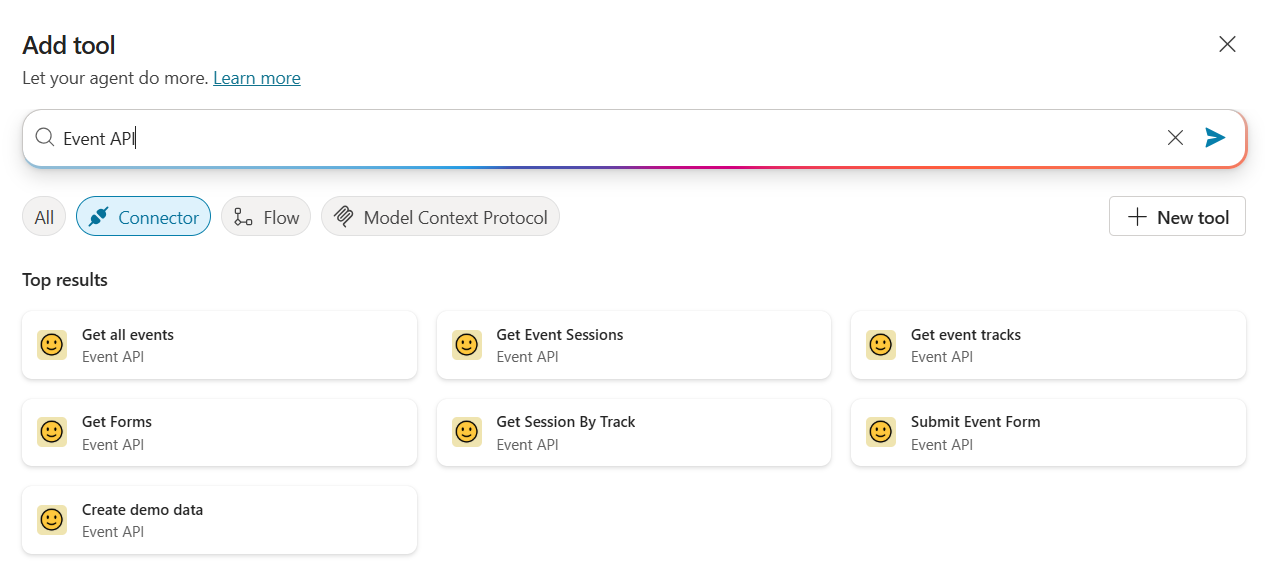 Add tool
Let your agent do more. Learn more
Event API
All
Connector
Flow
Model Context Protocol
New tool
Top results
Get all events
Event API
Get Event Sessions
Event API
Get event tracks
Event API
Get Forms
Event API
Get Session By Track
Event API
Submit Event Form
Event API
Create demo data
Event API